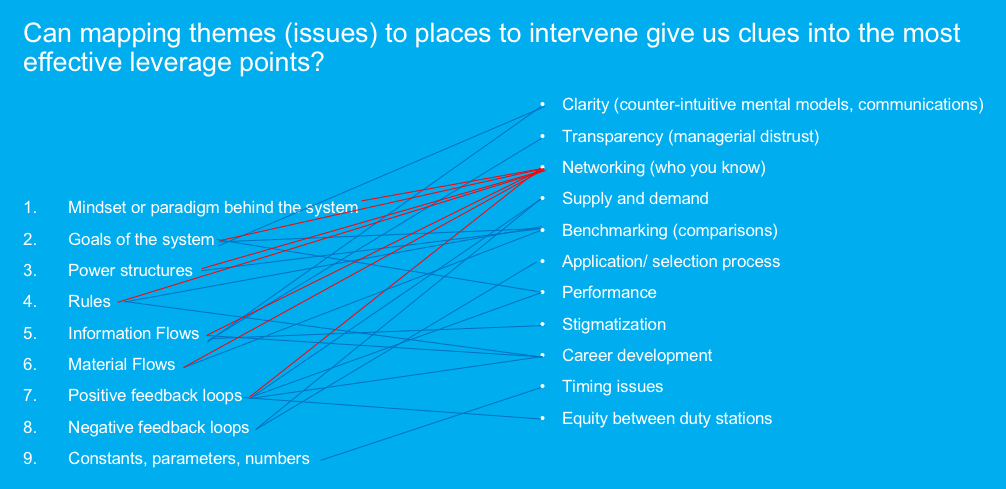 Can mapping themes (issues) to places to intervene give us clues into the most
effective leverage points?
1. Mindset or paradigm behind the system
2. Goals of the system
3. Power structures
4. Rules
5. Information Flows
6. Material Flows
7. Positive feedback loops
8. Negative feedback loops
9. Constants, parameters, numbers
• Clarity (counter-intuitive mental models, communications)
• Transparency (managerial distrust)
• Networking (who you know)
• Supply and demand
• Benchmarking (comparisons)
• Application/ selection process
• Performance
• Stigmatization
• Career development
• Timing issues
• Equity between duty stations